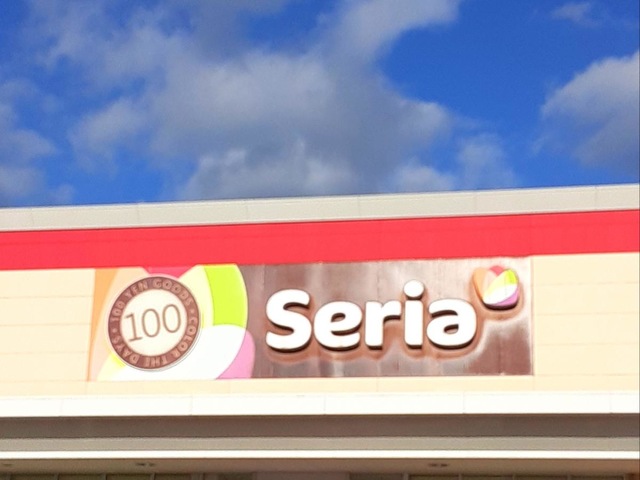 100 YEN GOODS
100
COLOR THE DAYS
Seria